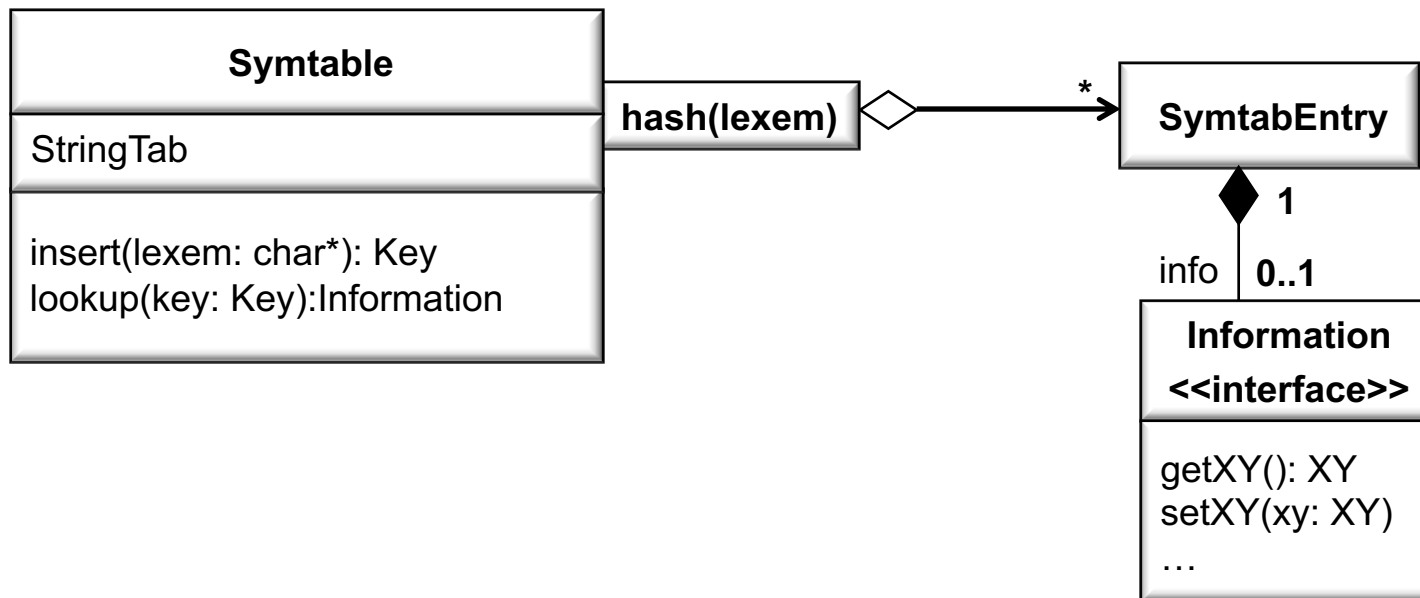 Symtable
StringTab
insert(lexem: char*): Key
lookup(key: Key):Information
hash(lexem)
*
SymtabEntry
1
info 0..1
Information
<<interface>>
getXY(): XY
setXY(xy: XY)
…